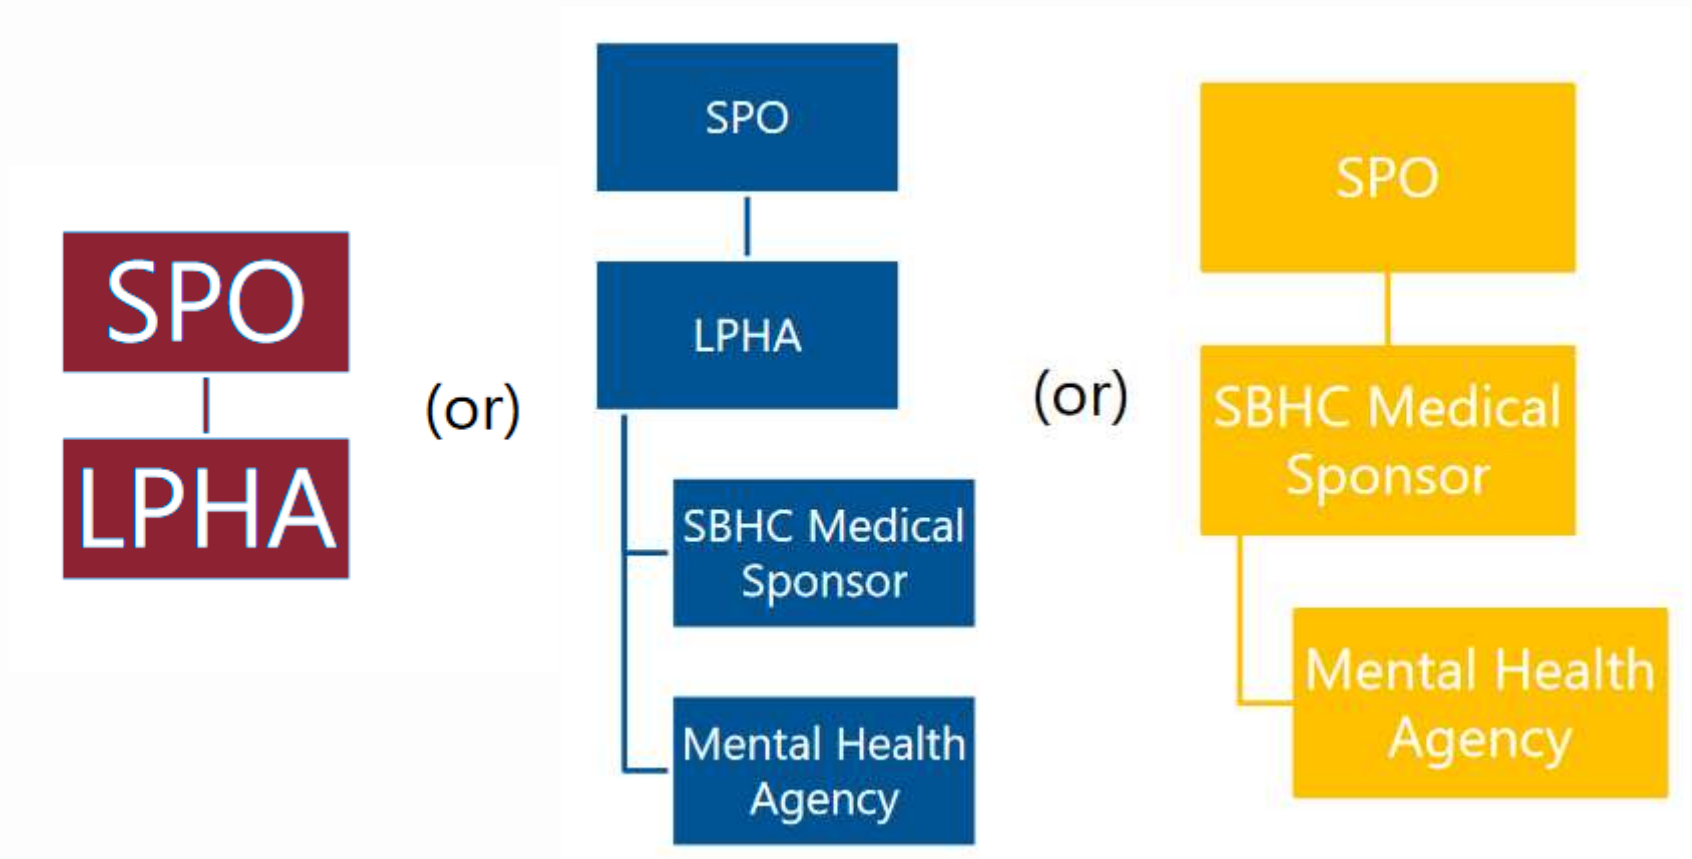 SPO
LPHA
(or)
SPO
LPHA
SBHC Medical
Sponsor
Mental Health
Agency
(or)
SPO
SBHC Medical
Sponsor
Mental Health
Agency